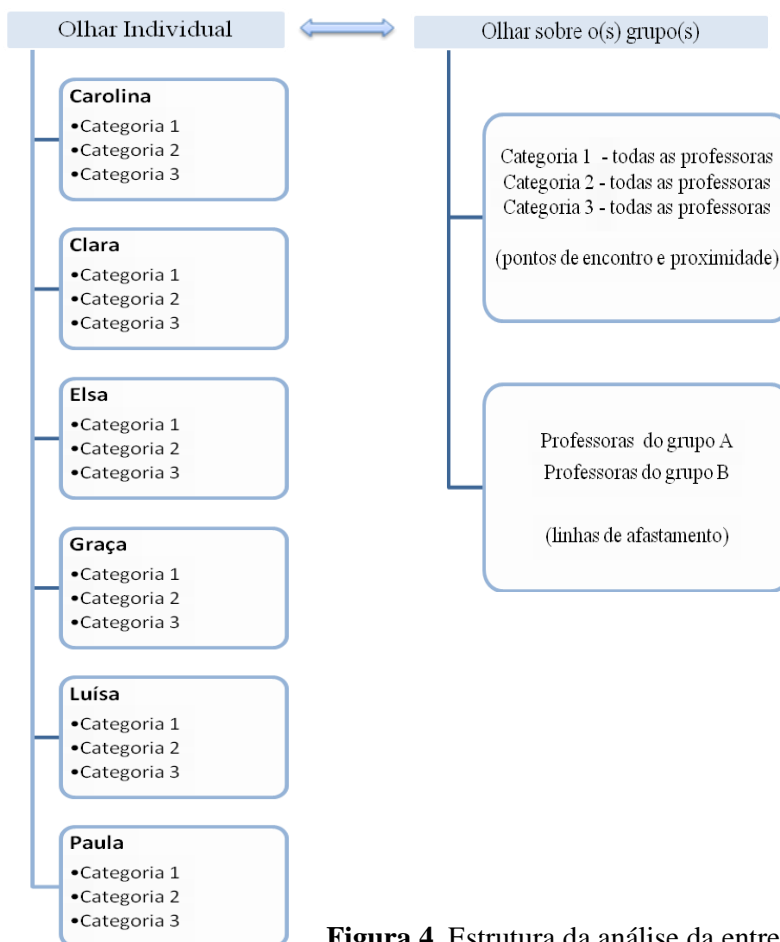 Olhar Individual
Carolina
•Categoria 1
•Categoria 2
•Categoria 3
Clara
•Categoria 1
•Categoria 2
•Categoria 3
Elsa
•Categoria 1
•Categoria 2
•Categoria 3
Graça
•Categoria 1
•Categoria 2
•Categoria 3
Luísa
•Categoria 1
•Categoria 2
•Categoria 3
Paula
•Categoria 1
•Categoria 2
•Categoria 3
Olhar sobre o(s) grupo(s)
Categoria 1 - todas as professoras
Categoria 2 - todas as professoras
Categoria 3 - todas as professoras
(pontos de encontro e proximidade)
Professoras do grupo A
Professoras do grupo B
(linhas de afastamento)
Figura 4. Estrutura da análise da entre